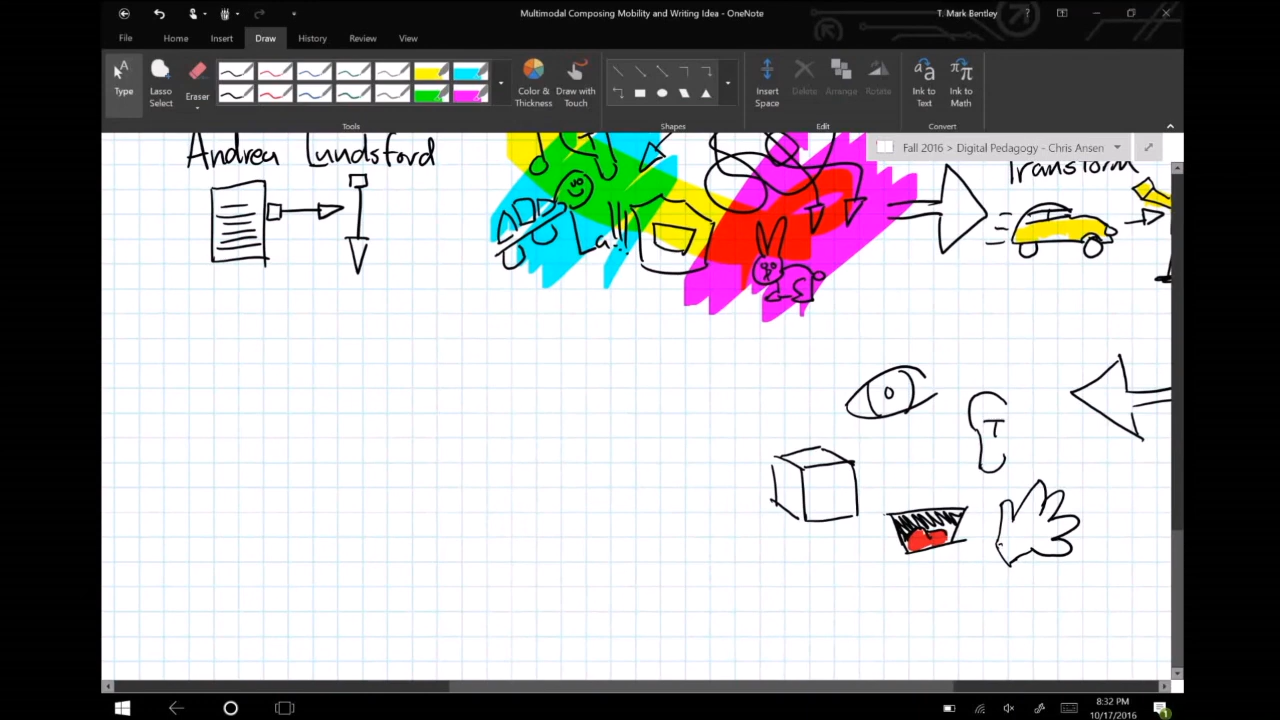 Multimodal Composing Mobility and Writing Idea - OneNote
T. Mark Bentley
?
File
Home
Insert
Draw
History
Review
View
Type
Lasso Select
Eraser
Color & Thickness
Draw with Touch
Insert Space
Delete
Arrange
Rotate
Ink to Text
Ink to Math
Tools
Shapes
Edit
Convert
Fall 2016 > Digital Pedagogy - Chris Ansen
Andrea Lundsford
Transform
La!!!
8:32 PM
10/17/2016